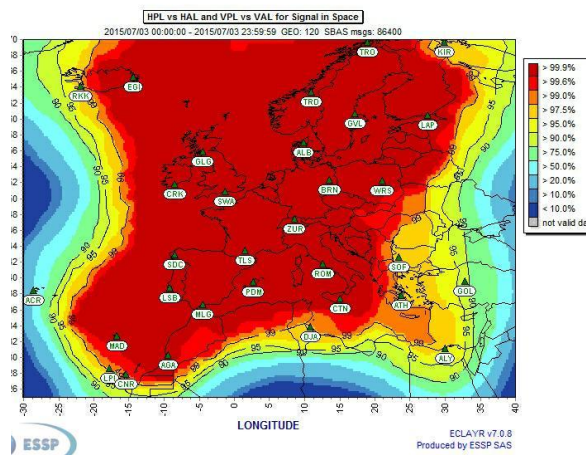 HPL vs HAL and VPL vs VAL for Signal in Space
2015/07/03 00:00:00 - 2015/07/03 23:59:59 GEO: 120 SBAS msgs: 86400
TRO
KIR
RKK
EGI
TRD
GVL
LAP
GLG
ALB
CRK
SWA
BRN
WRS
ZUR
SDC
TLS
ROM
SOF
ACR
LSB
PDM
GOL
MLG
CTN
ATH
MAD
DJA
AGA
ALY
LPI
CNR
90
95
99
-30 -25 -20 -15 -10 -5 0 5 10 15 20 25 30 35 40
LONGITUDE
> 99.9%
> 99.6%
> 99.0%
> 97.5%
> 95.0%
> 90.0%
> 75.0%
> 50.0%
> 20.0%
> 10.0%
< 10.0%
not valid da
ESSP
ECLAYR v7.0.8
Produced by ESSP SAS